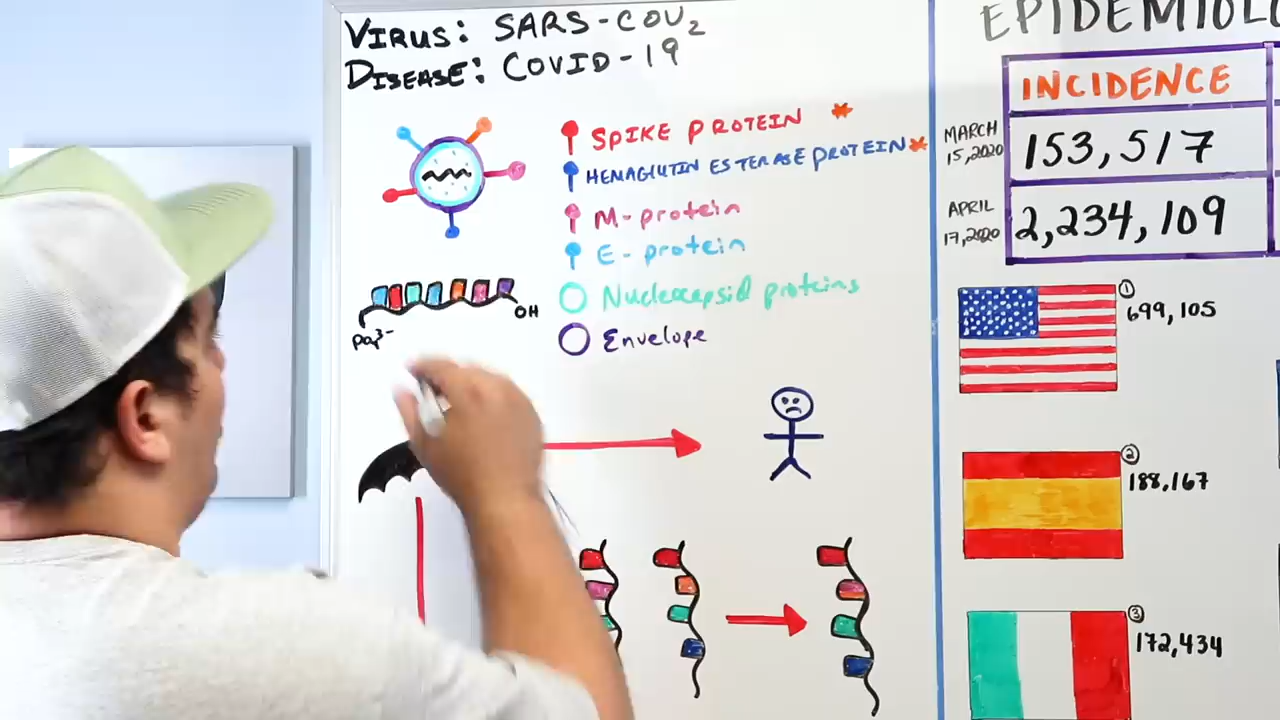 VIRUS: SARS-COV2
DISEASE: COVID-19
SPIKE PROTEIN *
HEMAGLUTIN ESTERASE PROTEIN *
M-protein
E-protein
Nucleocapsid proteins
Envelope
OH
PO4³⁻
EPIDEMIOL
INCIDENCE
MARCH
15,2020
153,517
APRIL
17,2020
2,234,109
1
699,105
2
188,167
3
172,434